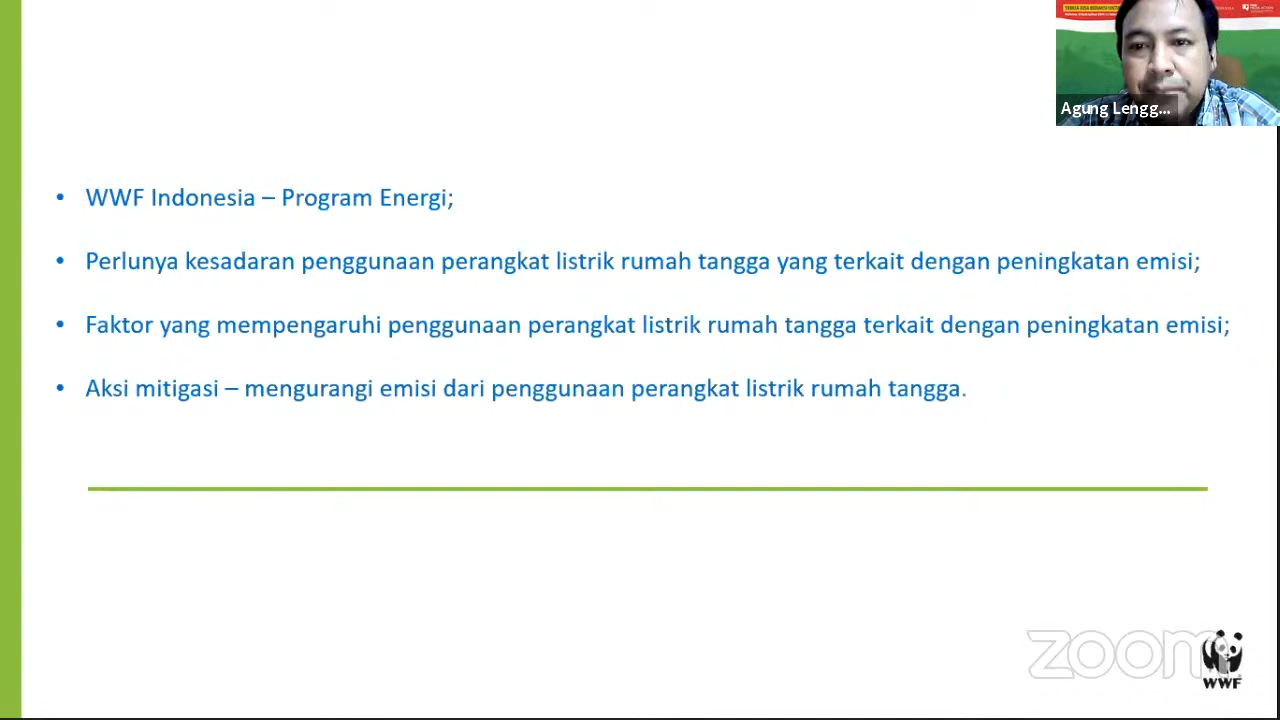 Agung Lengg...
• WWF Indonesia – Program Energi;
• Perlunya kesadaran penggunaan perangkat listrik rumah tangga yang terkait dengan peningkatan emisi;
• Faktor yang mempengaruhi penggunaan perangkat listrik rumah tangga terkait dengan peningkatan emisi;
• Aksi mitigasi – mengurangi emisi dari penggunaan perangkat listrik rumah tangga.
zoom
WWF